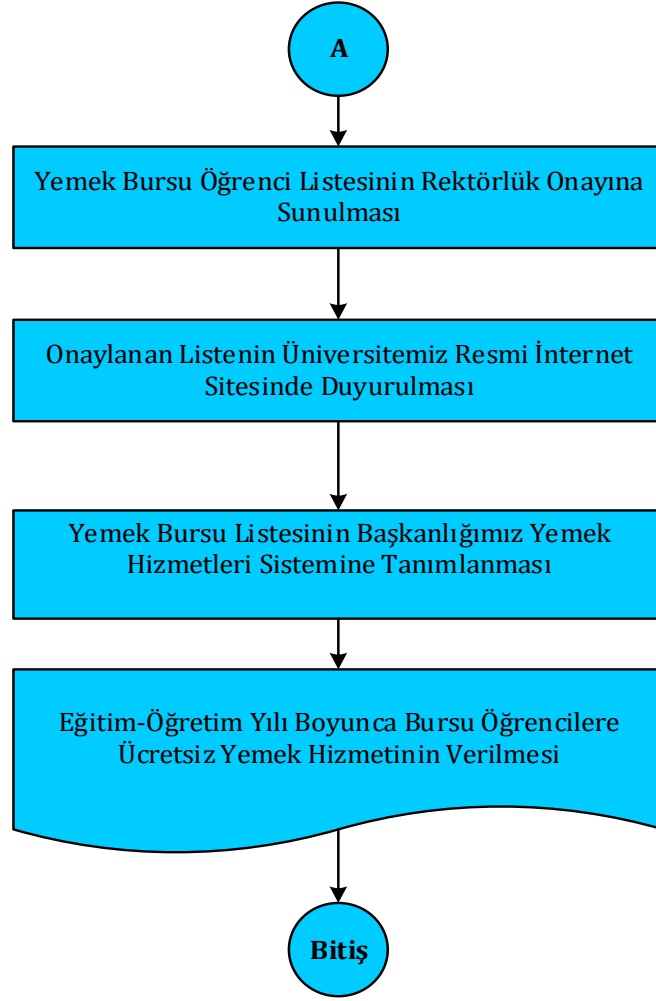 A
Yemek Bursu Öğrenci Listesinin Rektörlük Onayına
Sunulması
Onaylanan Listenin Üniversitemiz Resmi İnternet
Sitesinde Duyurulması
Yemek Bursu Listesinin Başkanlığımız Yemek
Hizmetleri Sistemine Tanımlanması
Eğitim-Öğretim Yılı Boyunca Bursu Öğrencilere
Ücretsiz Yemek Hizmetinin Verilmesi
Bitiş